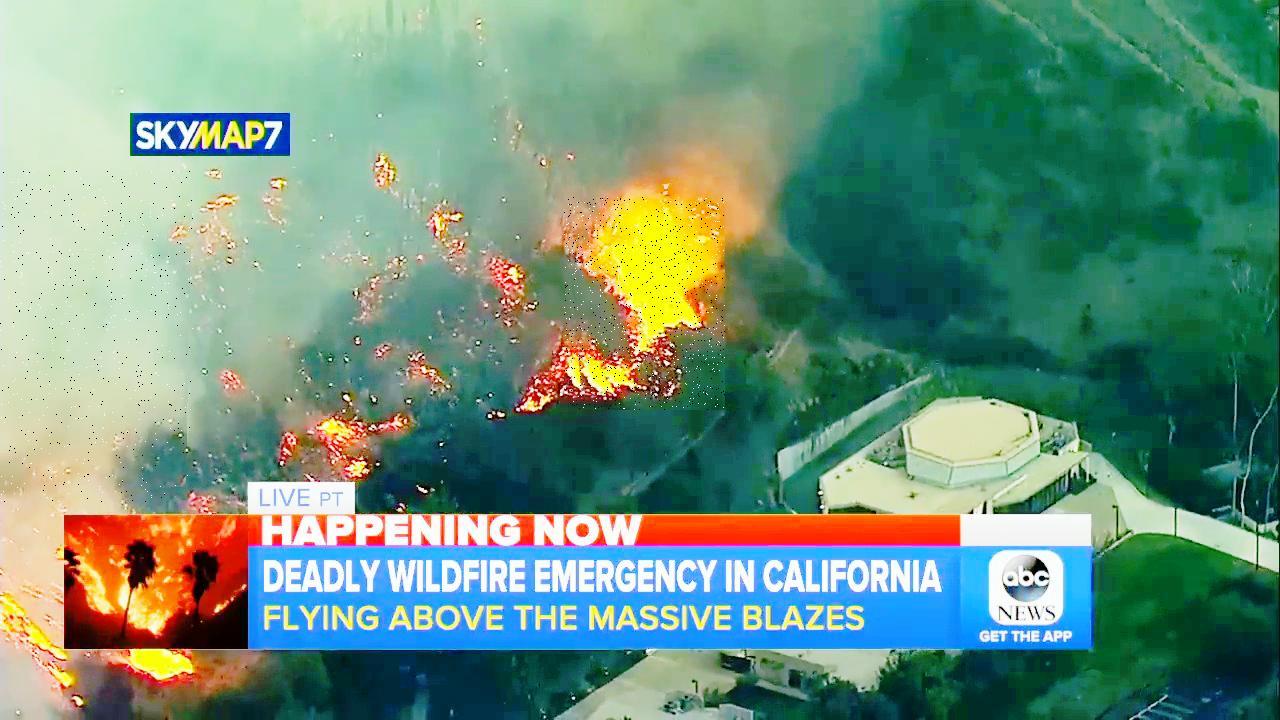 SKYMAP7
LIVE PT
HAPPENING NOW
DEADLY WILDFIRE EMERGENCY IN CALIFORNIA
FLYING ABOVE THE MASSIVE BLAZES
abc
NEWS
GET THE APP